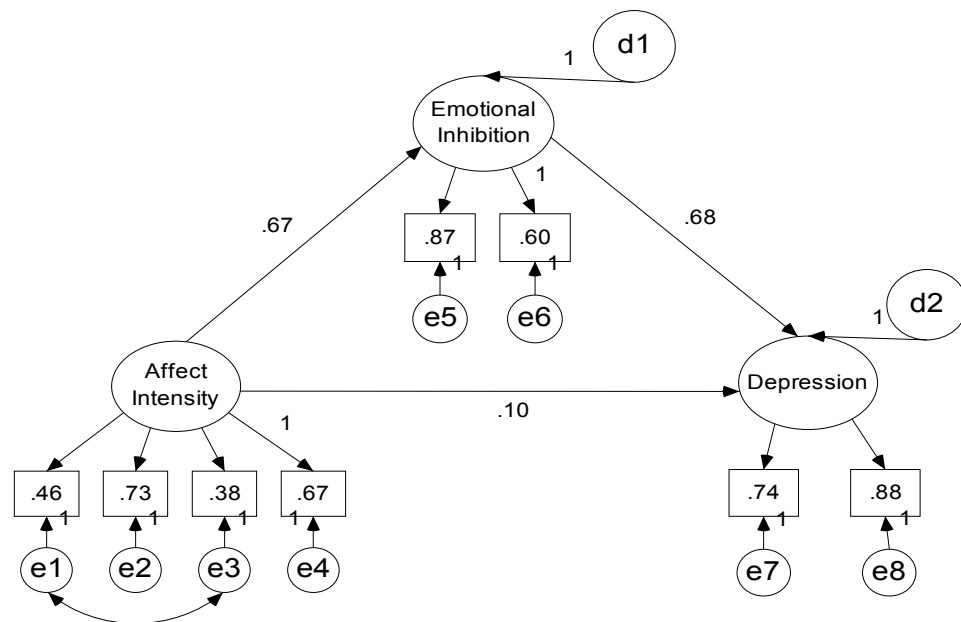 d1
1
Emotional
Inhibition
1
.67
.68
.87
.60
1
1
e5
e6
d2
1
Affect
Intensity
Depression
.10
1
.46
.73
.38
.67
1
1
1
1
.74
.88
1
1
e1
e2
e3
e4
e7
e8